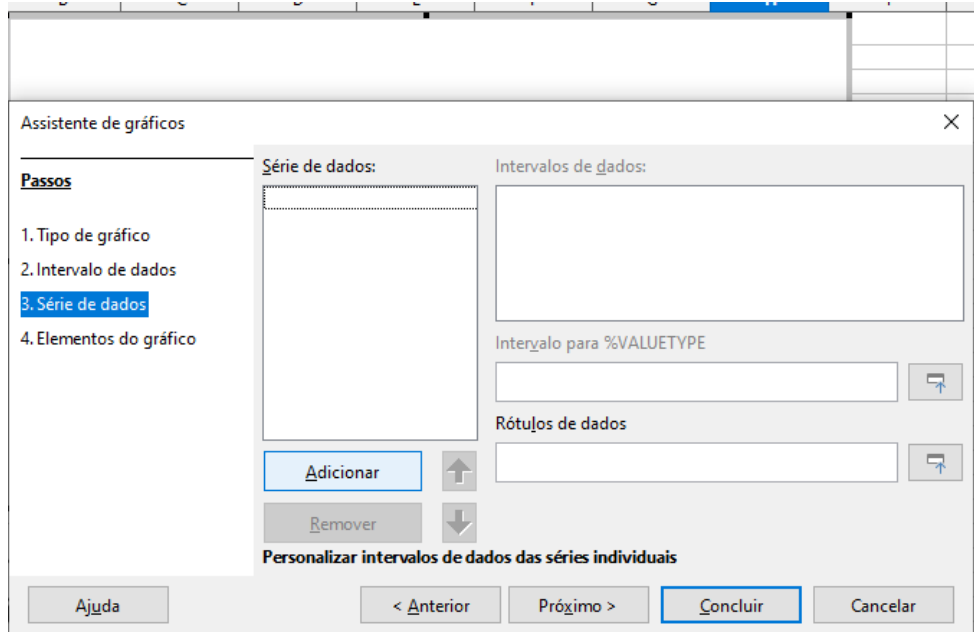 Assistente de gráficos
Passos
1. Tipo de gráfico
2. Intervalo de dados
3. Série de dados
4. Elementos do gráfico
Série de dados:
Adicionar
Remover
Intervalos de dados:
Intervalo para %VALUETYPE
Rótulos de dados
Personalizar intervalos de dados das séries individuais
Ajuda
< Anterior
Próximo >
Concluir
Cancelar